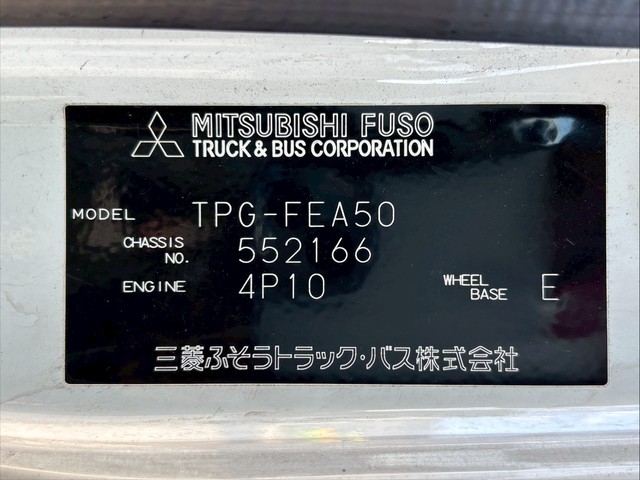 MITSUBISHI FUSO
TRUCK & BUS CORPORATION
MODEL TPG-FEA50
CHASSIS NO. 552166
ENGINE 4P10 WHEEL BASE E
三菱ふそうトラック・バス株式会社